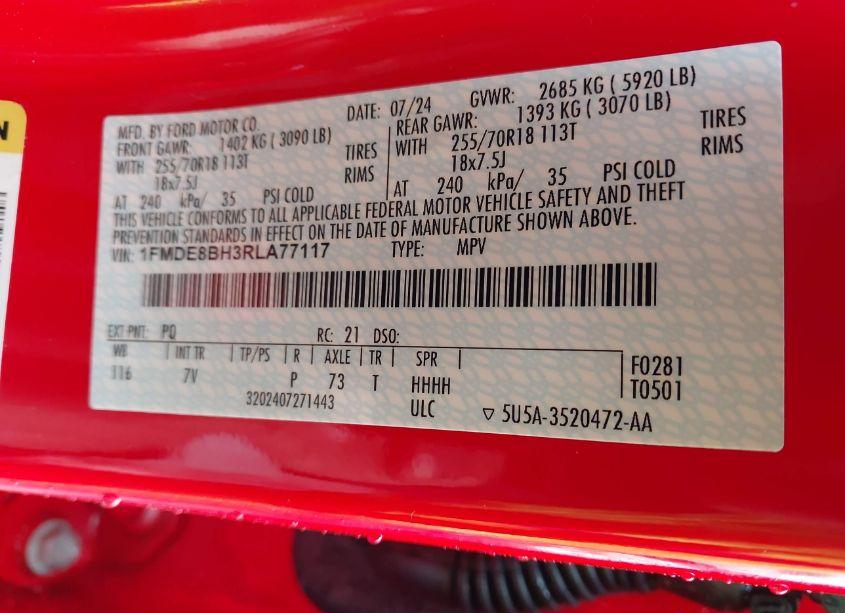 N
DATE: 07/24 GVWR: 2685 KG ( 5920 LB)
MFD. BY FORD MOTOR CO.
FRONT GAWR: 1402 KG ( 3090 LB)
WITH 255/70R18 113T TIRES
18x7.5J RIMS
AT 240 kPa/ 35 PSI COLD
REAR GAWR: 1393 KG ( 3070 LB)
WITH 255/70R18 113T TIRES
18x7.5J RIMS
AT 240 kPa/ 35 PSI COLD
THIS VEHICLE CONFORMS TO ALL APPLICABLE FEDERAL MOTOR VEHICLE SAFETY AND THEFT
PREVENTION STANDARDS IN EFFECT ON THE DATE OF MANUFACTURE SHOWN ABOVE.
VIN: 1FMDE8BH3RLA77117 TYPE: MPV
EXT PNT: PQ RC: 21 DSO:
WB INT TR TP/PS R AXLE TR SPR
116 7V P 73 T HHHH
3202407271443 ULC
F0281
T0501
▽ 5U5A-3520472-AA